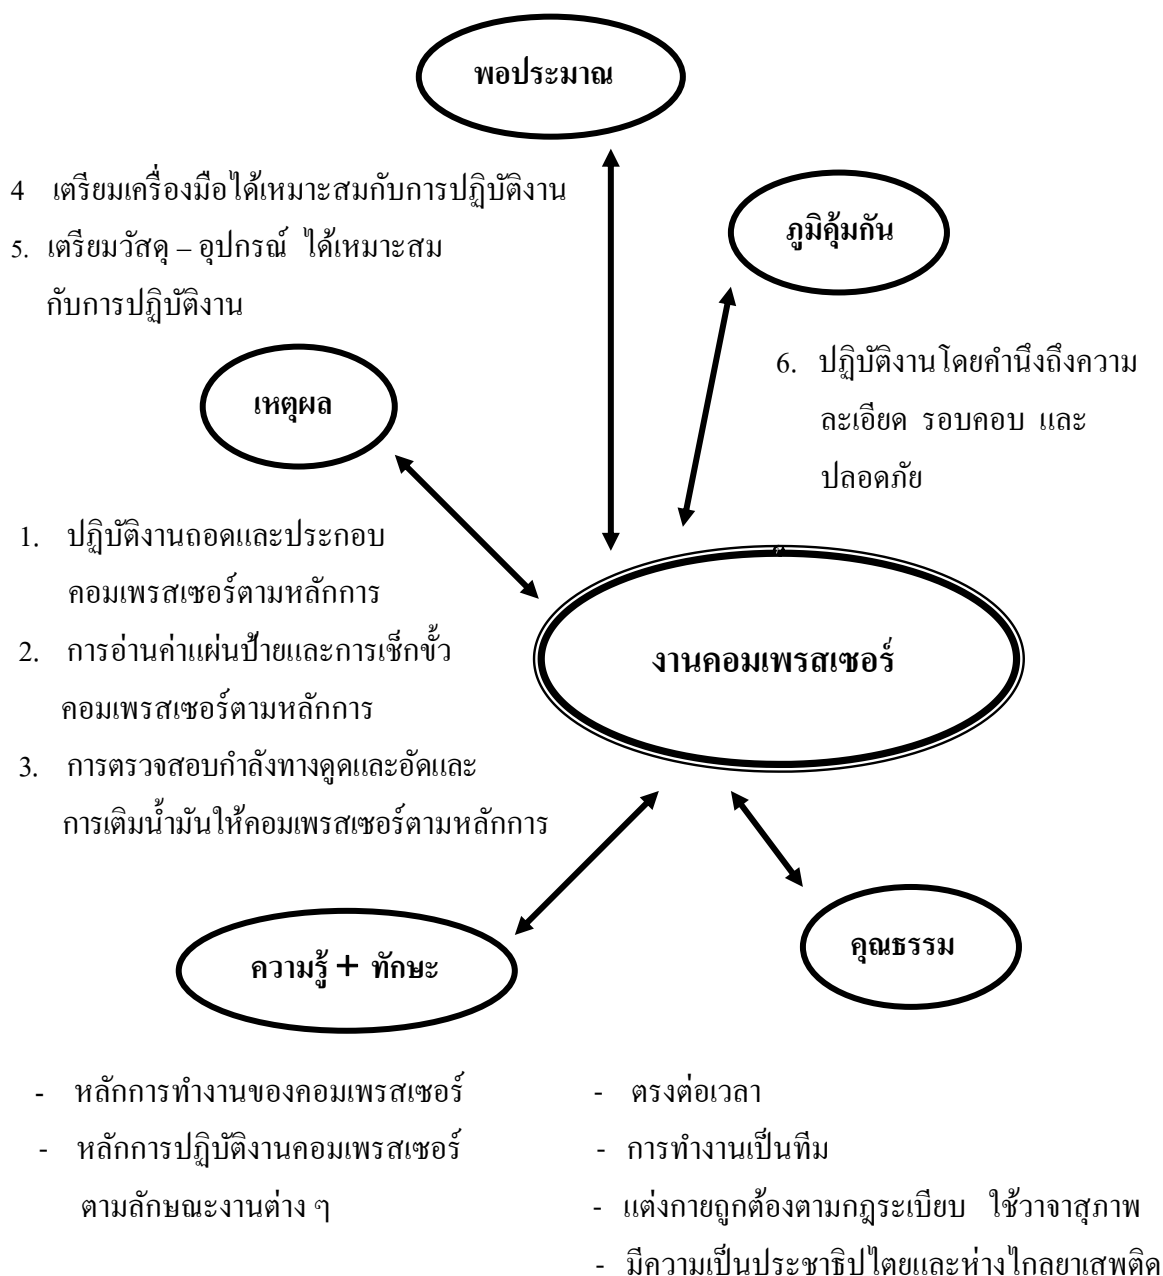 พอประมาณ
4 เตรียมเครื่องมือได้เหมาะสมกับการปฏิบัติงาน
5. เตรียมวัสดุ – อุปกรณ์ ได้เหมาะสม
กับการปฏิบัติงาน
ภูมิคุ้มกัน
6. ปฏิบัติงานโดยคำนึงถึงความ
ละเอียด รอบคอบ และ
ปลอดภัย
เหตุผล
1. ปฏิบัติงานถอดและประกอบ
คอมเพรสเซอร์ตามหลักการ
2. การอ่านค่าแผ่นป้ายและการเช็กขั้ว
คอมเพรสเซอร์ตามหลักการ
3. การตรวจสอบกำลังทางดูดและอัดและ
การเติมน้ำมันให้คอมเพรสเซอร์ตามหลักการ
งานคอมเพรสเซอร์
ความรู้ + ทักษะ
คุณธรรม
- หลักการทำงานของคอมเพรสเซอร์
- หลักการปฏิบัติงานคอมเพรสเซอร์
ตามลักษณะงานต่าง ๆ
- ตรงต่อเวลา
- การทำงานเป็นทีม
- แต่งกายถูกต้องตามกฎระเบียบ ใช้วาจาสุภาพ
- มีความเป็นประชาธิปไตยและห่างไกลยาเสพติด